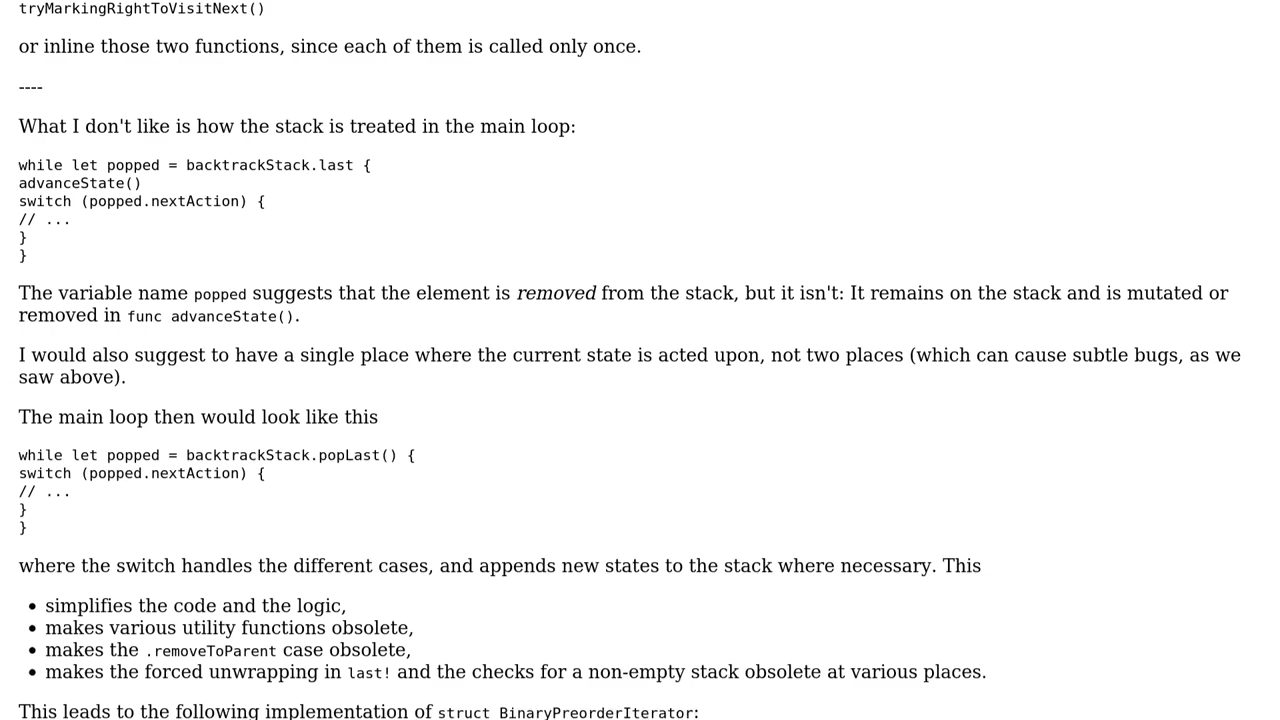 tryMarkingRightToVisitNext()
or inline those two functions, since each of them is called only once.
----
What I don't like is how the stack is treated in the main loop:
while let popped = backtrackStack.last {
advanceState()
switch (popped.nextAction) {
// ...
}
}
The variable name popped suggests that the element is removed from the stack, but it isn't: It remains on the stack and is mutated or
removed in func advanceState().
I would also suggest to have a single place where the current state is acted upon, not two places (which can cause subtle bugs, as we
saw above).
The main loop then would look like this
while let popped = backtrackStack.popLast() {
switch (popped.nextAction) {
// ...
}
}
where the switch handles the different cases, and appends new states to the stack where necessary. This
• simplifies the code and the logic,
• makes various utility functions obsolete,
• makes the .removeToParent case obsolete,
• makes the forced unwrapping in last! and the checks for a non-empty stack obsolete at various places.
This leads to the following implementation of struct BinaryPreorderIterator: